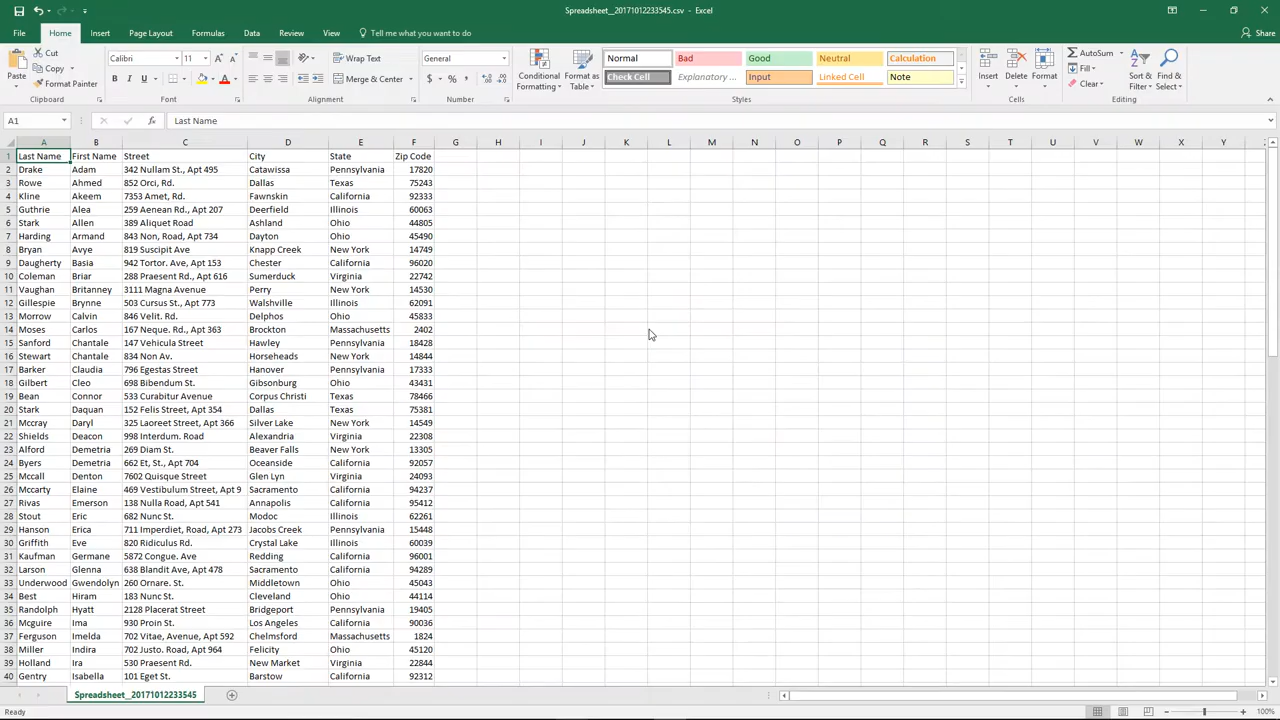 Spreadsheet_20171012233545.csv - Excel
File Home Insert Page Layout Formulas Data Review View Tell me what you want to do Share
Cut Copy Format Painter Paste Clipboard
Calibri 11 B I U A Font
Wrap Text Merge & Center Alignment
General $ % Number
Conditional Formatting Format as Table
Normal Bad Good Neutral Calculation
Check Cell Explanatory ... Input Linked Cell Note
Styles
Insert Delete Format Cells
AutoSum Fill Clear Sort & Filter Find & Select Editing
A1 fx Last Name
A B C D E F G H I J K L M N O P Q R S T U V W X Y
1 Last Name First Name Street City State Zip Code
2 Drake Adam 342 Nullam St., Apt 495 Catawissa Pennsylvania 17820
3 Rowe Ahmed 852 Orci, Rd. Dallas Texas 75243
4 Kline Akeem 7353 Amet, Rd. Fawnskin California 92333
5 Guthrie Alea 259 Aenean Rd., Apt 207 Deerfield Illinois 60063
6 Stark Allen 389 Aliquet Road Ashland Ohio 44805
7 Harding Armand 843 Non, Road, Apt 734 Dayton Ohio 45490
8 Bryan Avye 819 Suscipit Ave Knapp Creek New York 14749
9 Daugherty Basia 942 Tortor. Ave, Apt 153 Chester California 96020
10 Coleman Briar 288 Praesent Rd., Apt 616 Sumerduck Virginia 22742
11 Vaughan Britanney 3111 Magna Avenue Perry New York 14530
12 Gillespie Brynne 503 Cursus St., Apt 773 Walshville Illinois 62091
13 Morrow Calvin 846 Velit. Rd. Delphos Ohio 45833
14 Moses Carlos 167 Neque. Rd., Apt 363 Brockton Massachusetts 2402
15 Sanford Chantale 147 Vehicula Street Hawley Pennsylvania 18428
16 Stewart Chantale 834 Non Av. Horseheads New York 14844
17 Barker Claudia 796 Egestas Street Hanover Pennsylvania 17333
18 Gilbert Cleo 698 Bibendum St. Gibsonburg Ohio 43431
19 Bean Connor 533 Curabitur Avenue Corpus Christi Texas 78466
20 Stark Daquan 152 Felis Street, Apt 354 Dallas Texas 75381
21 Mccray Daryl 325 Laoreet Street, Apt 366 Silver Lake New York 14549
22 Shields Deacon 998 Interdum. Road Alexandria Virginia 22308
23 Alford Demetria 269 Diam St. Beaver Falls New York 13305
24 Byers Demetria 662 Et, St., Apt 704 Oceanside California 92057
25 Mccall Denton 7602 Quisque Street Glen Lyn Virginia 24093
26 Mccarty Elaine 469 Vestibulum Street, Apt 9 Sacramento California 94237
27 Rivas Emerson 138 Nulla Road, Apt 541 Annapolis California 95412
28 Stout Eric 682 Nunc St. Modoc Illinois 62261
29 Hanson Erica 711 Imperdiet, Road, Apt 273 Jacobs Creek Pennsylvania 15448
30 Griffith Eve 820 Ridiculus Rd. Crystal Lake Illinois 60039
31 Kaufman Germane 5872 Congue. Ave Redding California 96001
32 Larson Glenna 638 Blandit Ave, Apt 478 Sacramento California 94289
33 Underwood Gwendolyn 260 Ornare. St. Middletown Ohio 45043
34 Best Hiram 183 Nunc St. Cleveland Ohio 44114
35 Randolph Hyatt 2128 Placerat Street Bridgeport Pennsylvania 19405
36 Mcguire Ima 930 Proin St. Los Angeles California 90036
37 Ferguson Imelda 702 Vitae, Avenue, Apt 592 Chelmsford Massachusetts 1824
38 Miller Indira 702 Justo. Road, Apt 964 Felicity Ohio 45120
39 Holland Ira 530 Praesent Rd. New Market Virginia 22844
40 Gentry Isabella 101 Eget St. Barstow California 92312
Spreadsheet_20171012233545
Ready 100%